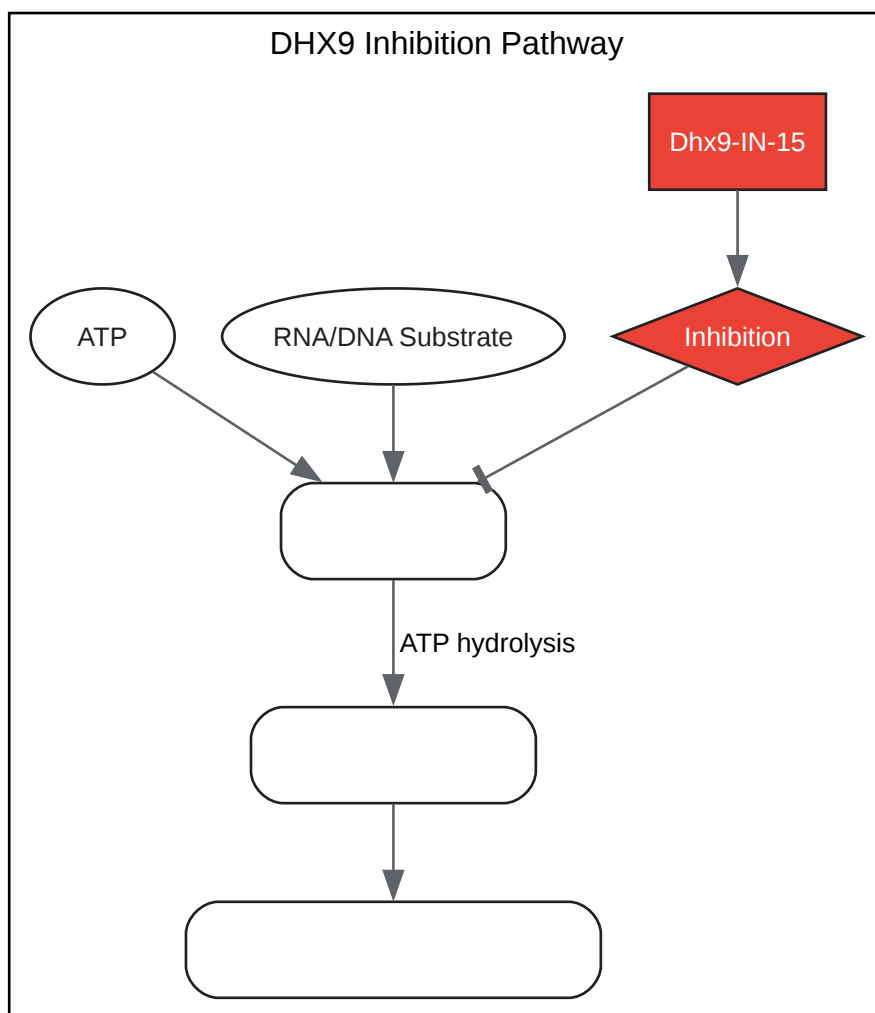 DHX9 Inhibition Pathway
Dhx9-IN-15
ATP
RNA/DNA Substrate
Inhibition
ATP hydrolysis